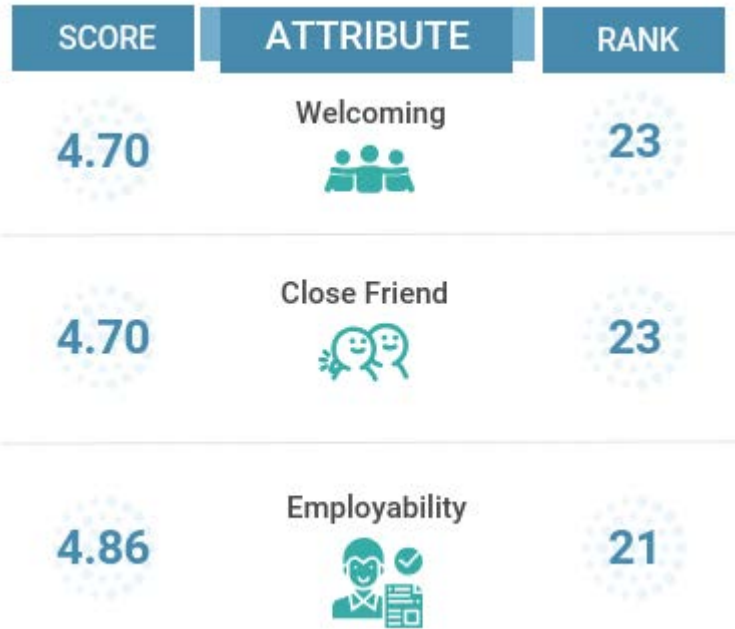 SCORE ATTRIBUTE RANK
Welcoming
4.70 23
Close Friend
4.70 23
Employability
4.86 21